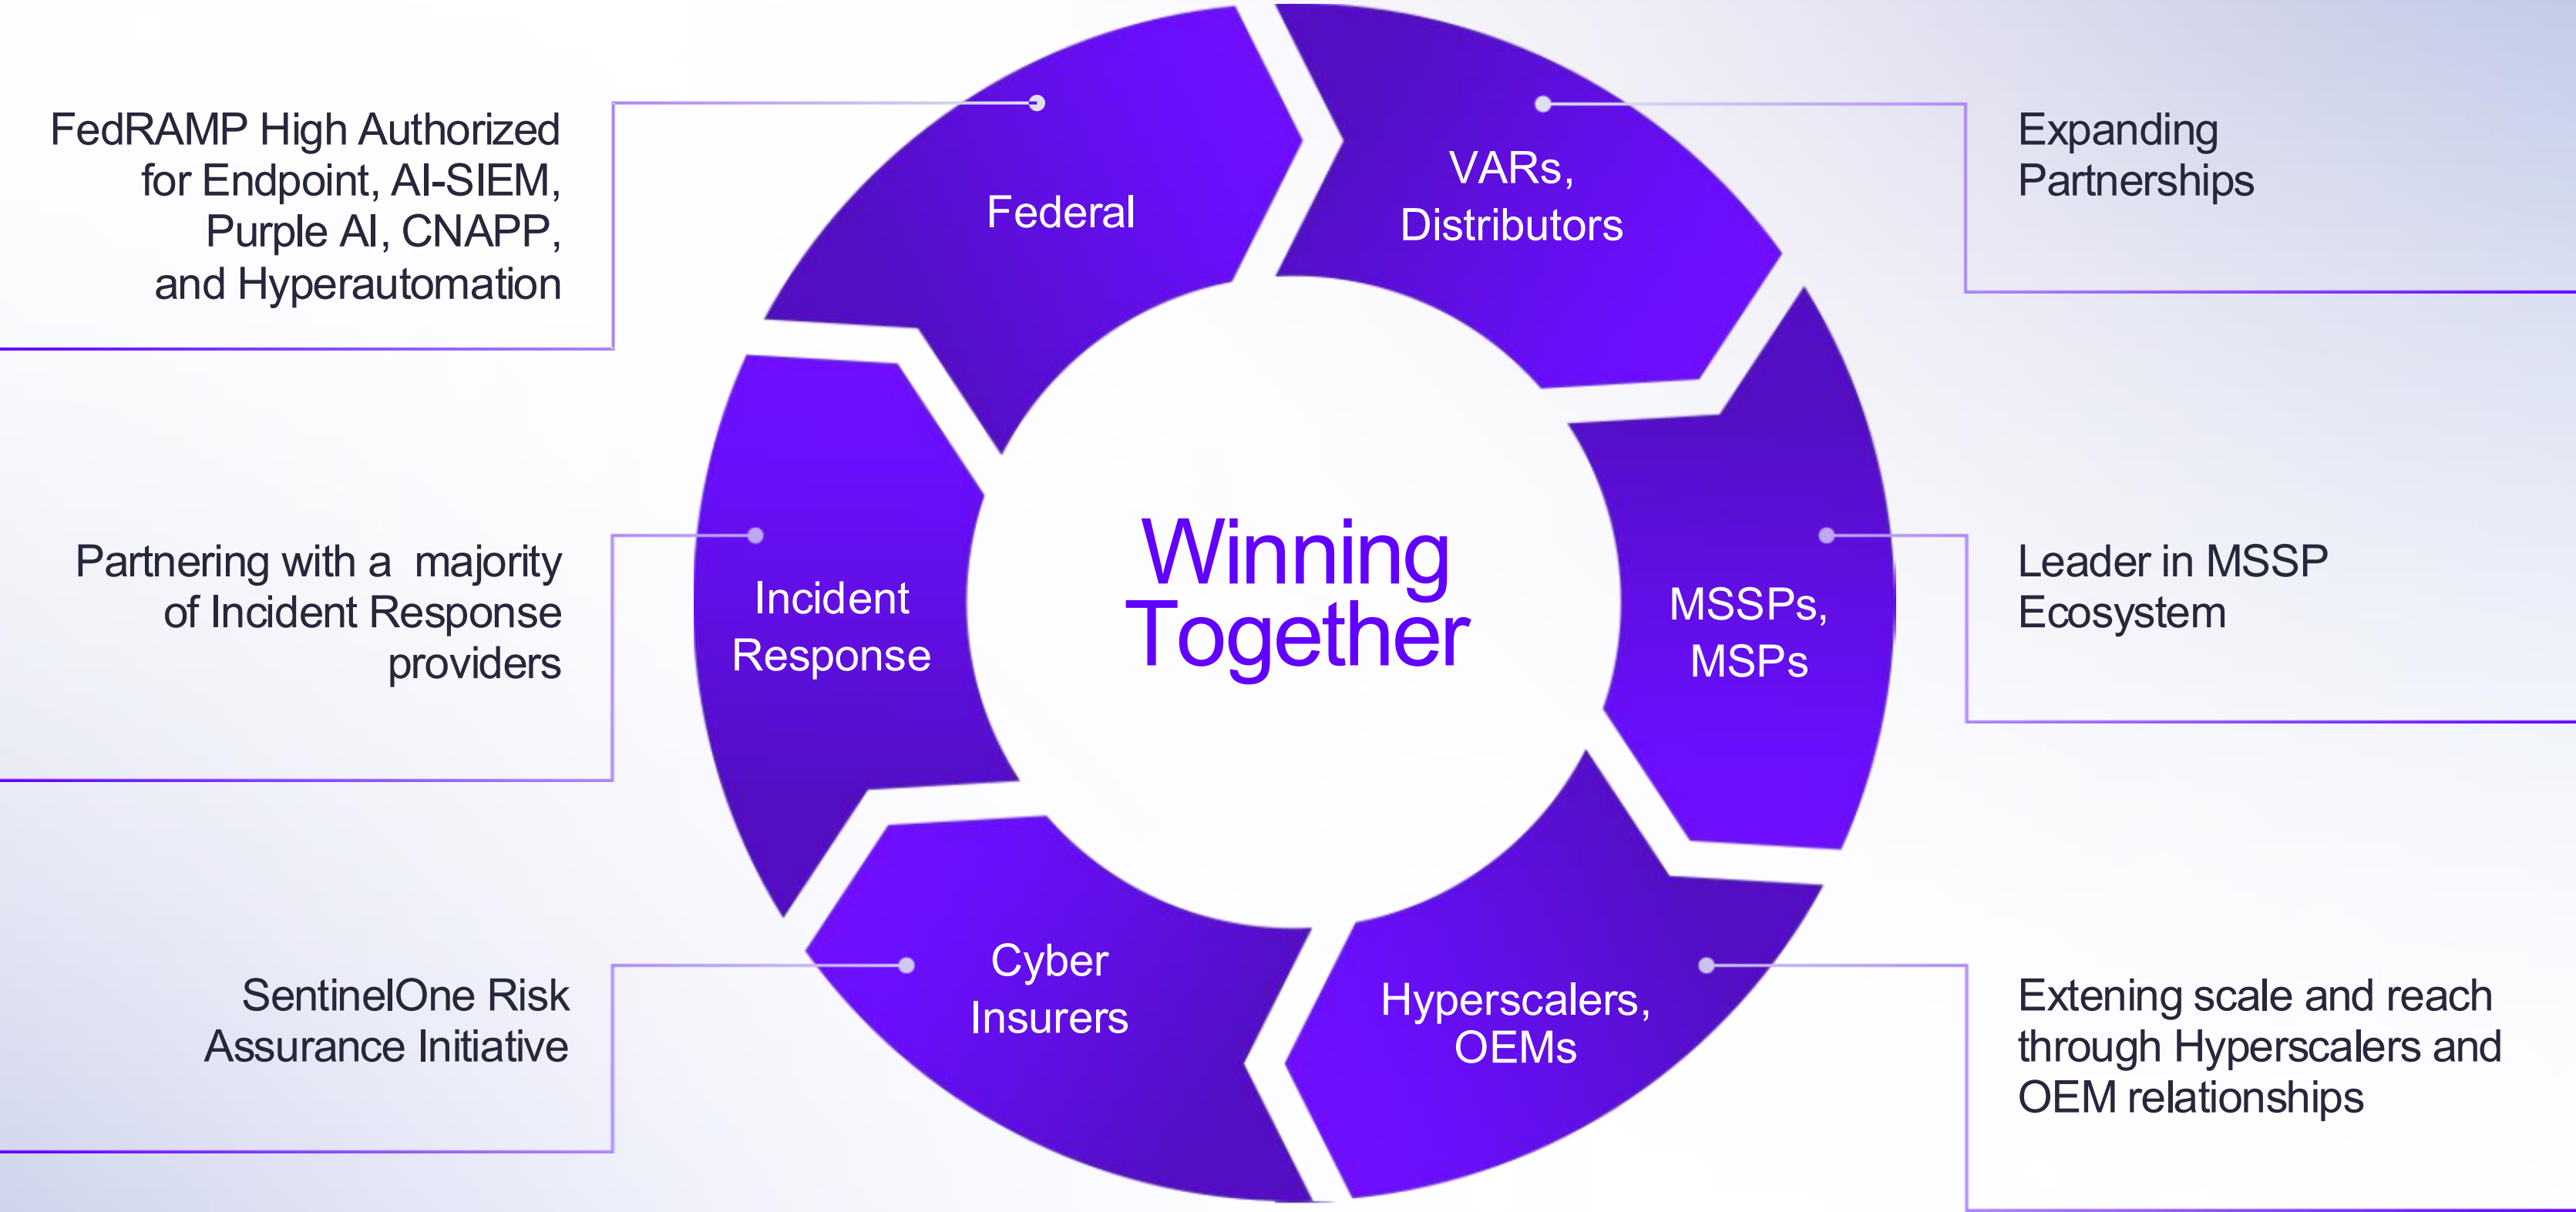 FedRAMP High Authorized
for Endpoint, AI-SIEM,
Purple AI, CNAPP,
and Hyperautomation
Federal
VARs,
Distributors
Expanding
Partnerships
Partnering with a  majority
of Incident Response
providers
Incident
Response
Winning
Together
MSSPs,
MSPs
Leader in MSSP
Ecosystem
SentinelOne Risk
Assurance Initiative
Cyber
Insurers
Hyperscalers,
OEMs
Extening scale and reach
through Hyperscalers and
OEM relationships